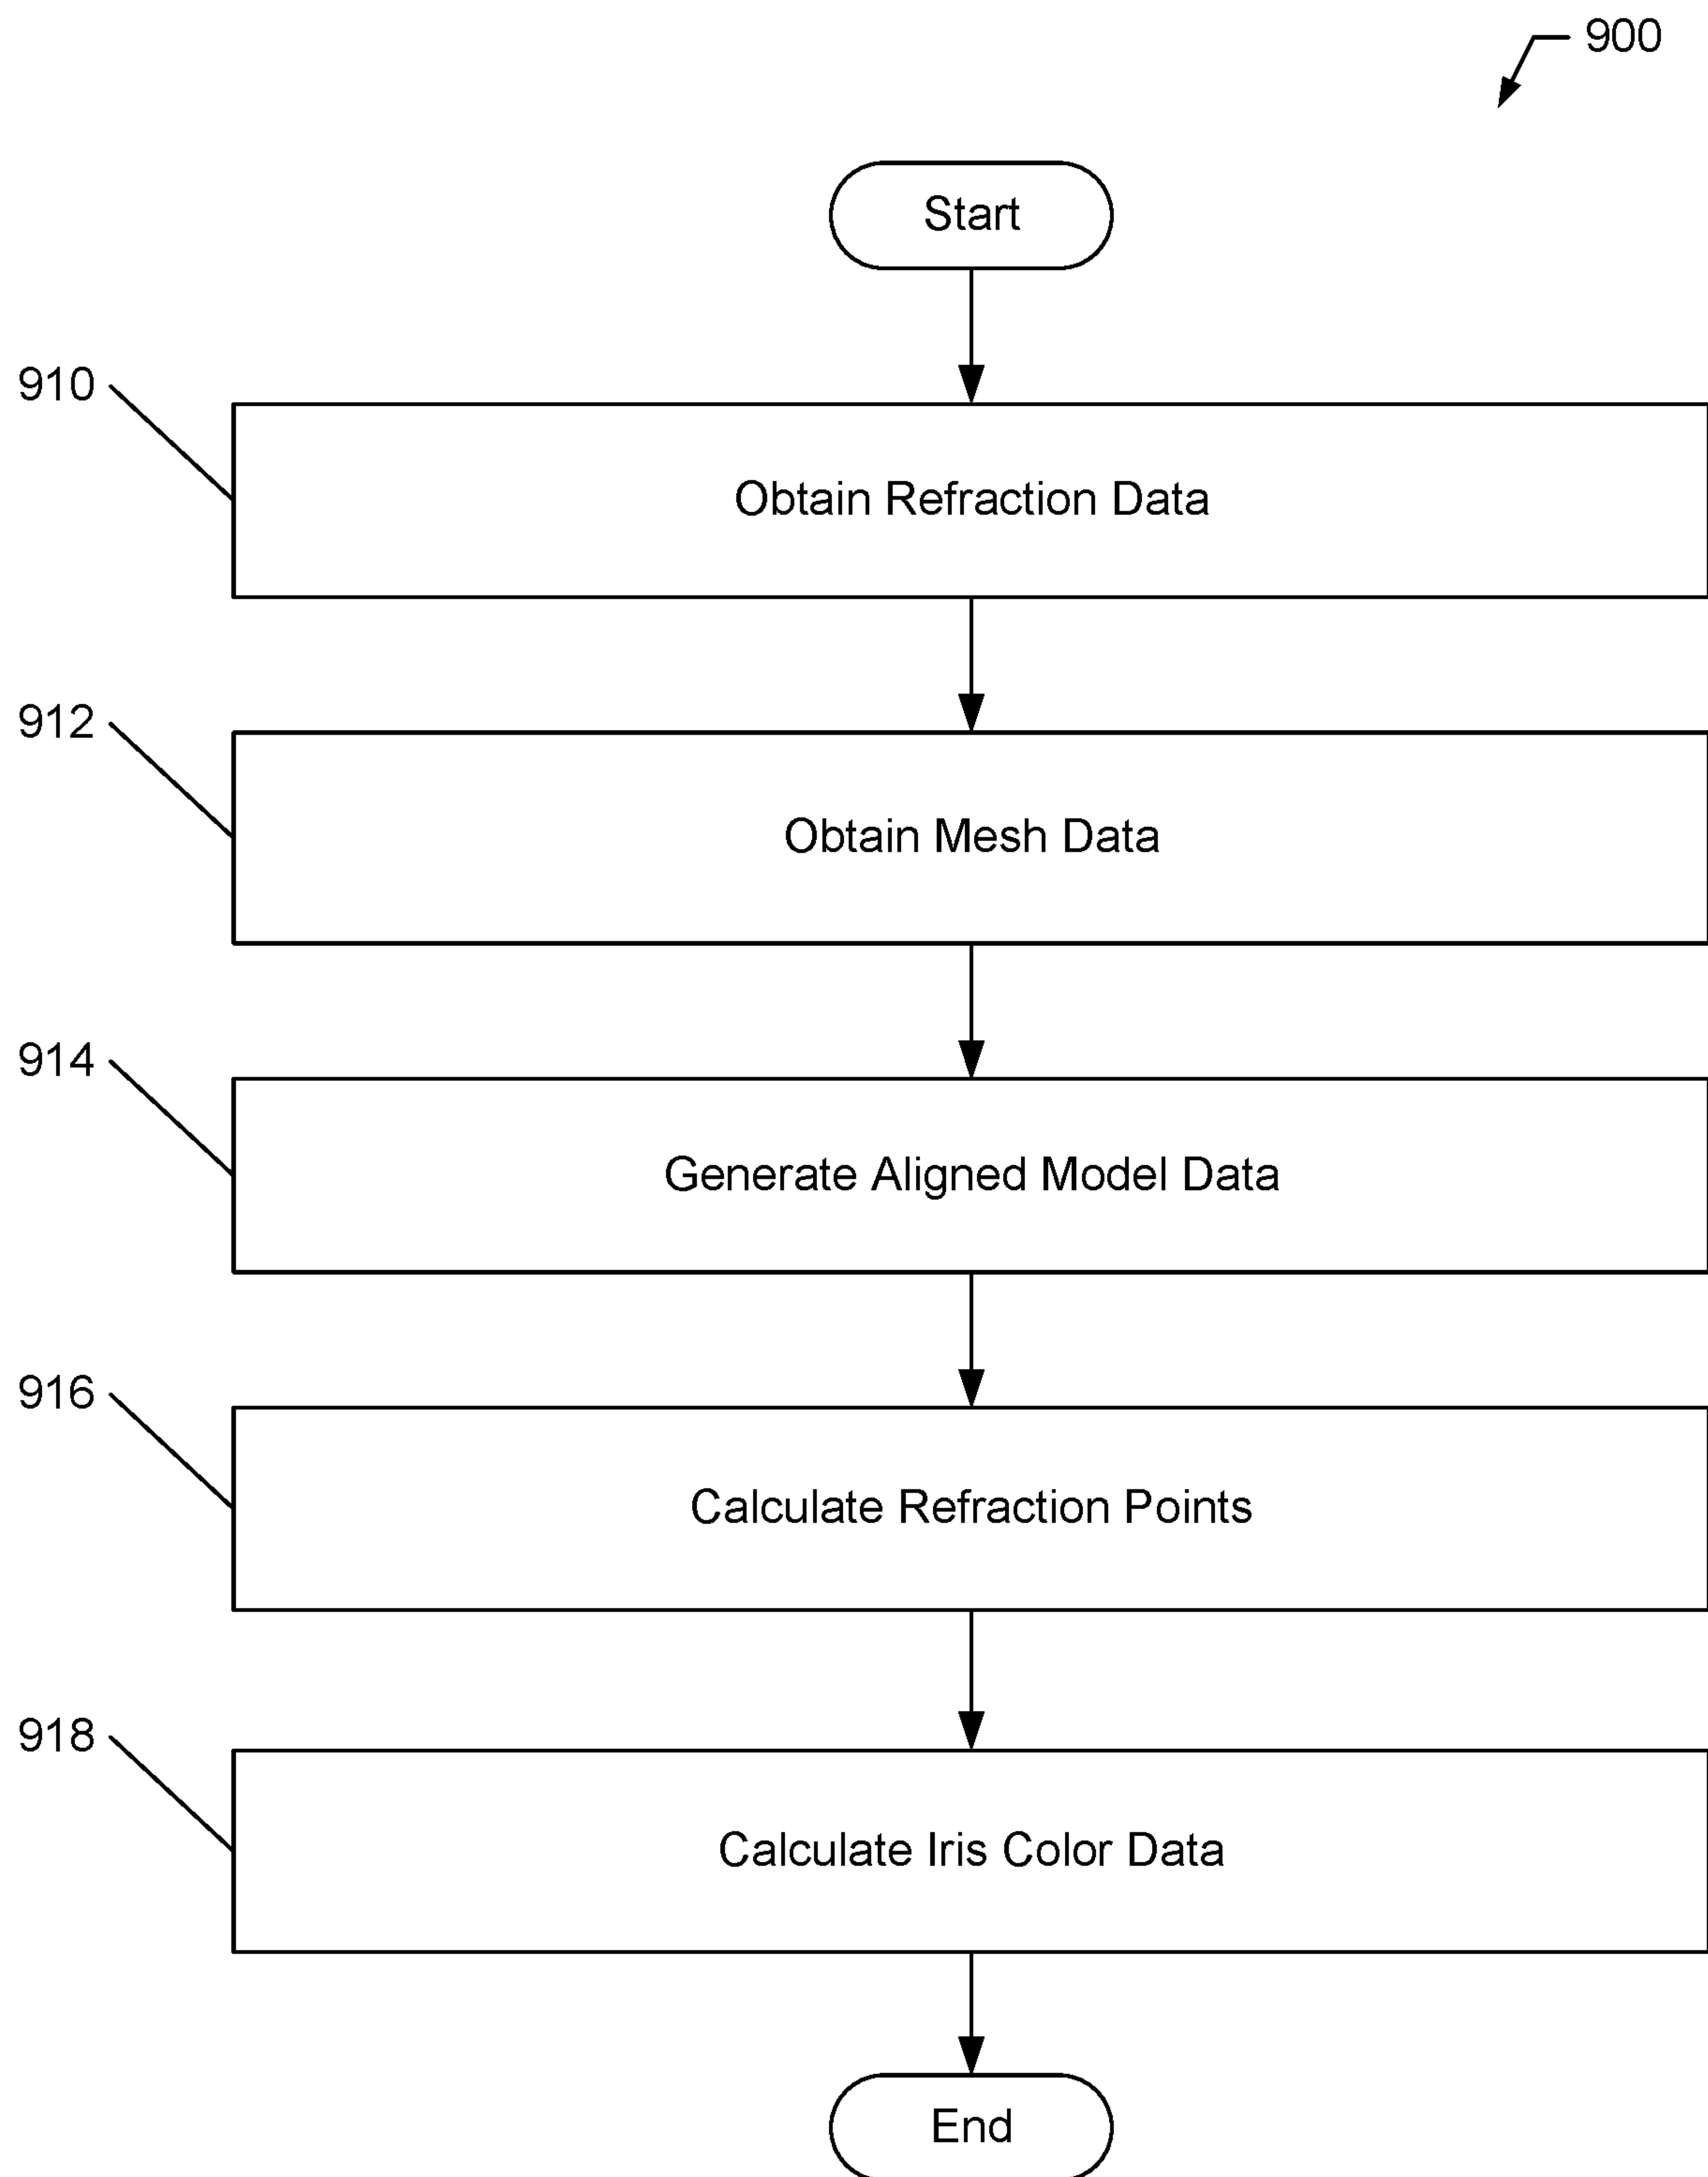 900
Start
910
Obtain Refraction Data
912
Obtain Mesh Data
914
Generate Aligned Model Data
916
Calculate Refraction Points
918
Calculate Iris Color Data
End